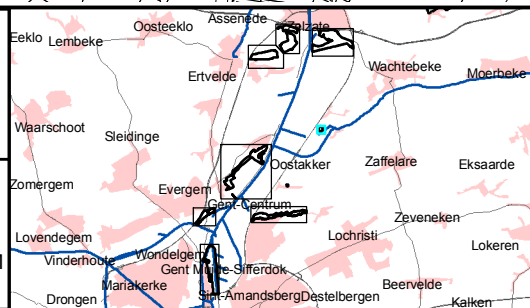 Assenede
Oosteeklo
Zelzate
Eeklo
Lembeke
Wachtebeke
Ertvelde
Moerbeke
Waarschoot
Sleidinge
Oostakker
Zaffelare
Eksaarde
Zomergem
Evergem
Gent-Centrum
Zeveneken
Lovendegem
Lochristi
Lokeren
Vinderhoute
Wondelgem
Gent Muide-Sifferdok
Mariakerke
Beervelde
Drongen
Sint-Amandsberg
Destelbergen
Kalken